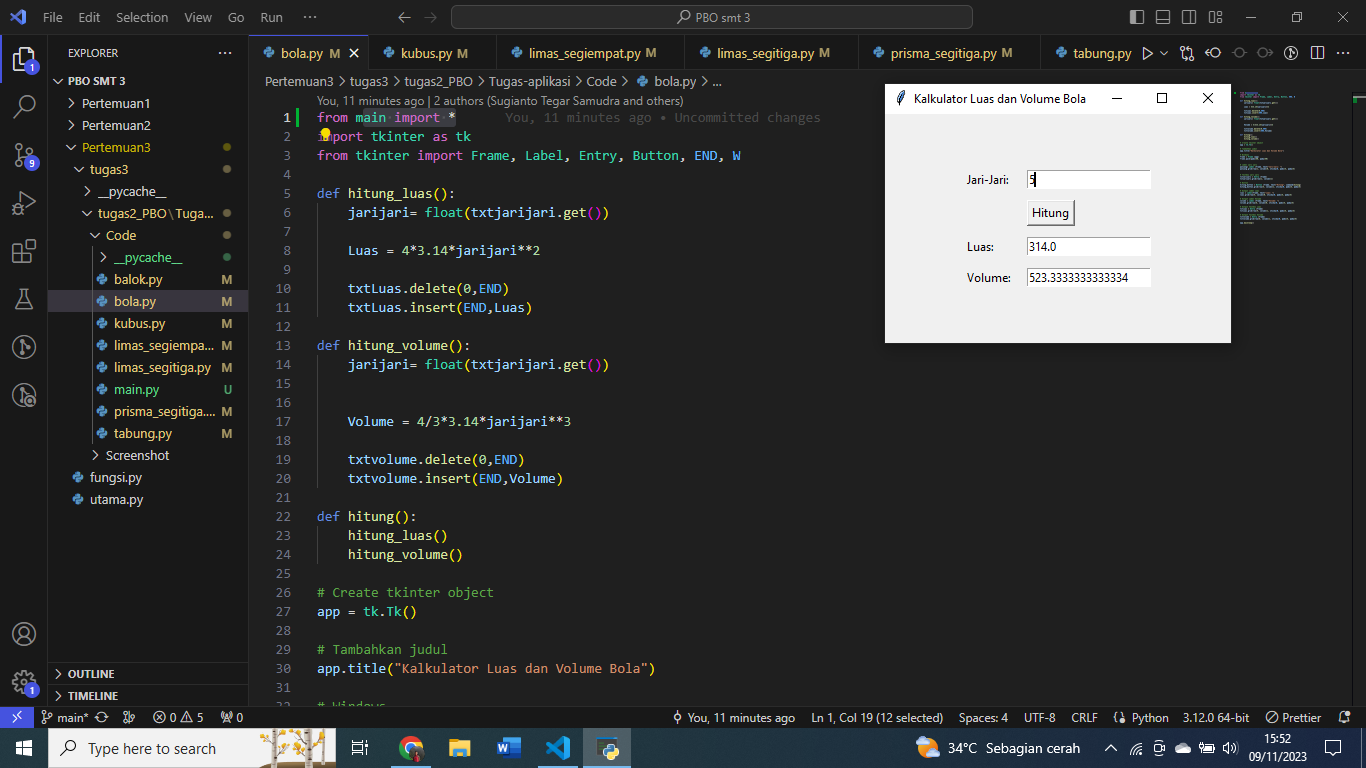 File Edit Selection View Go Run ··· PBO smt 3
EXPLORER
PBO SMT 3
Pertemuan1
Pertemuan2
Pertemuan3
tugas3
__pycache__
tugas2_PBO\Tuga...
Code
__pycache__
balok.py M
bola.py M
kubus.py M
limas_segiempa... M
limas_segitiga.py M
main.py U
prisma_segitiga.... M
tabung.py M
Screenshot
fungsi.py
utama.py
OUTLINE
TIMELINE
1
9
1
bola.py M kubus.py M limas_segiempat.py M limas_segitiga.py M prisma_segitiga.py M tabung.py
Pertemuan3 > tugas3 > tugas2_PBO > Tugas-aplikasi > Code > bola.py > ...
You, 11 minutes ago | 2 authors (Sugianto Tegar Samudra and others)
1 from main import * You, 11 minutes ago • Uncommitted changes
2 import tkinter as tk
3 from tkinter import Frame, Label, Entry, Button, END, W
4
5 def hitung_luas():
6 jarijari= float(txtjarijari.get())
7
8 Luas = 4*3.14*jarijari**2
9
10 txtLuas.delete(0,END)
11 txtLuas.insert(END,Luas)
12
13 def hitung_volume():
14 jarijari= float(txtjarijari.get())
15
16
17 Volume = 4/3*3.14*jarijari**3
18
19 txtvolume.delete(0,END)
20 txtvolume.insert(END,Volume)
21
22 def hitung():
23 hitung_luas()
24 hitung_volume()
25
26 # Create tkinter object
27 app = tk.Tk()
28
29 # Tambahkan judul
30 app.title("Kalkulator Luas dan Volume Bola")
31
32 # Windows
Kalkulator Luas dan Volume Bola
Jari-Jari: 5
Hitung
Luas: 314.0
Volume: 523.3333333333334
main* 0 5 0 You, 11 minutes ago Ln 1, Col 19 (12 selected) Spaces: 4 UTF-8 CRLF Python 3.12.0 64-bit Prettier
Type here to search
34°C Sebagian cerah
15:52
09/11/2023